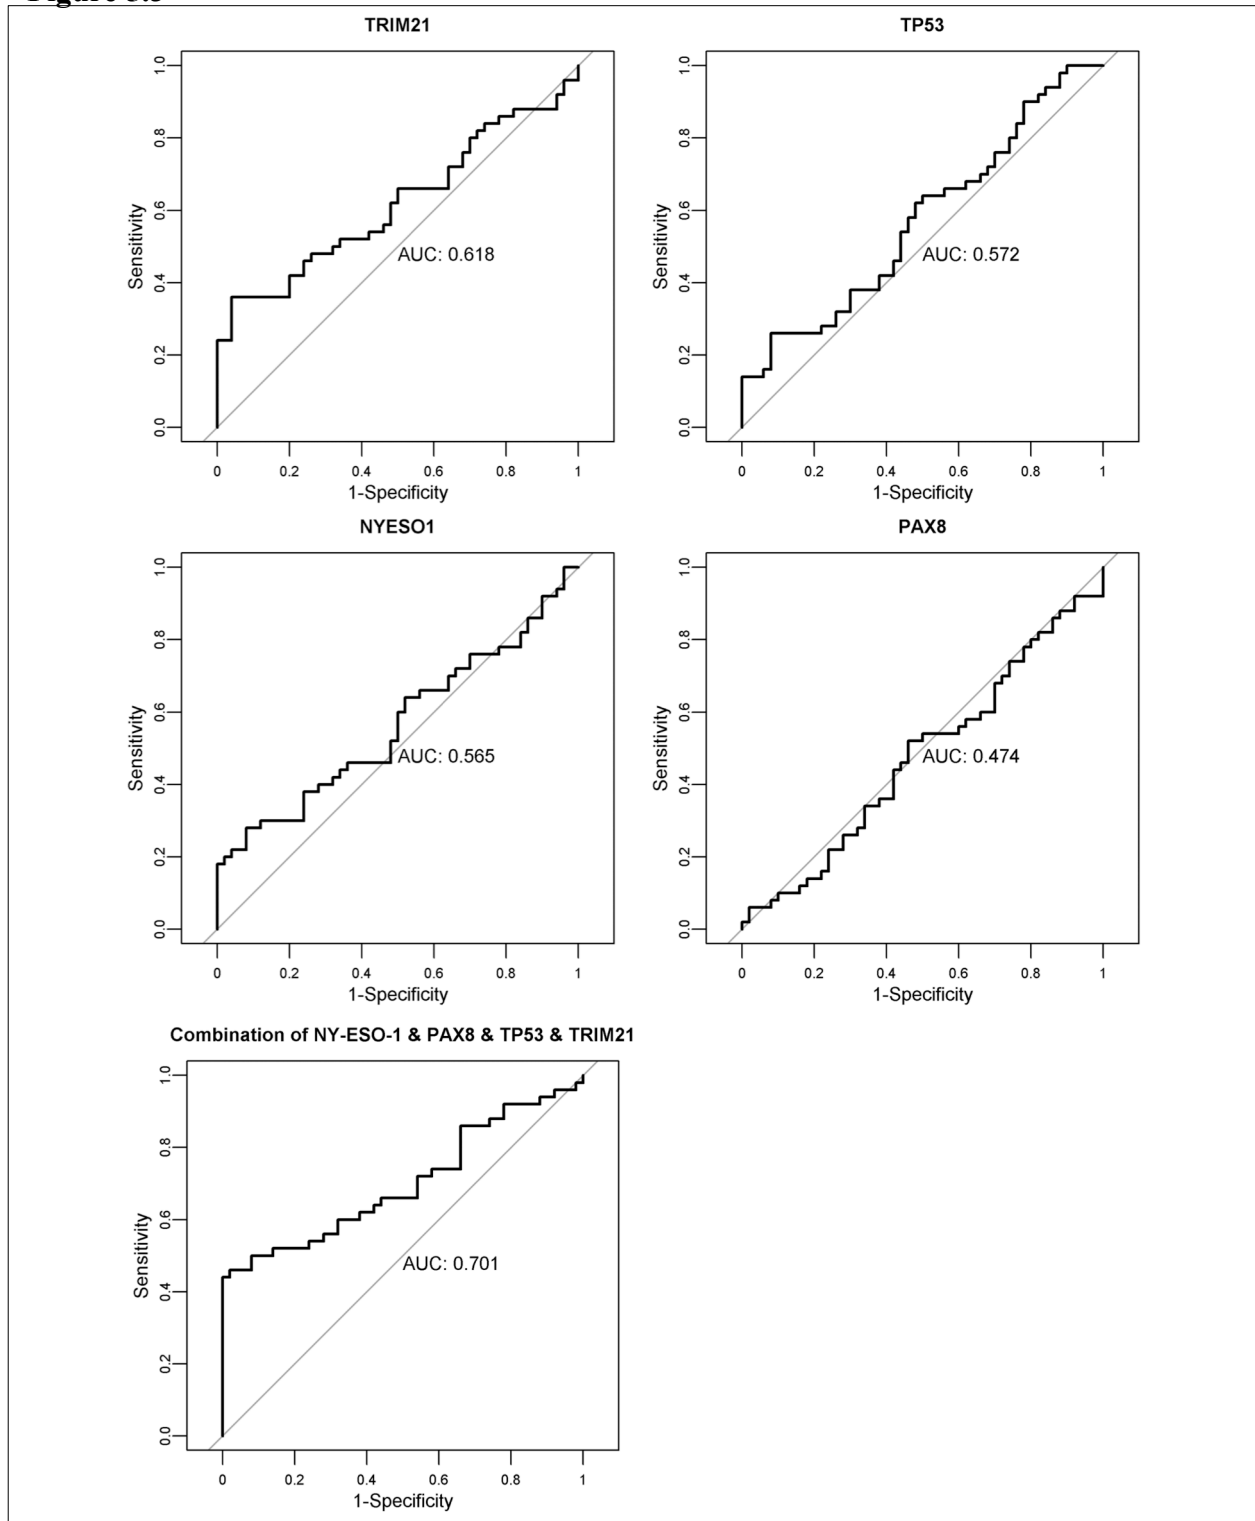 TRIM21
1.0
0.8
0.6
0.4
0.2
0.0
Sensitivity
AUC: 0.618
0 0.2 0.4 0.6 0.8 1
1-Specificity
TP53
1.0
0.8
0.6
0.4
0.2
0.0
Sensitivity
AUC: 0.572
0 0.2 0.4 0.6 0.8 1
1-Specificity
NYESO1
1.0
0.8
0.6
0.4
0.2
0.0
Sensitivity
AUC: 0.565
0 0.2 0.4 0.6 0.8 1
1-Specificity
PAX8
1.0
0.8
0.6
0.4
0.2
0.0
Sensitivity
AUC: 0.474
0 0.2 0.4 0.6 0.8 1
1-Specificity
Combination of NY-ESO-1 & PAX8 & TP53 & TRIM21
1.0
0.8
0.6
0.4
0.2
0.0
Sensitivity
AUC: 0.701
0 0.2 0.4 0.6 0.8 1
1-Specificity